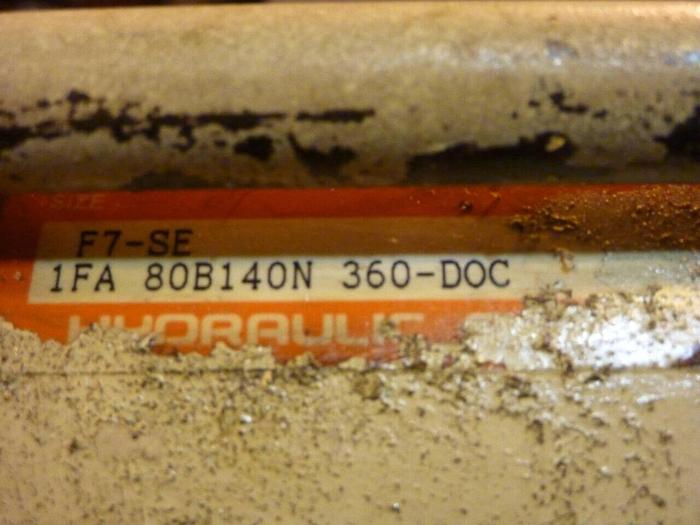 SIZE
F7-SE
1FA 80B140N 360-DOC
HYDRAULIC